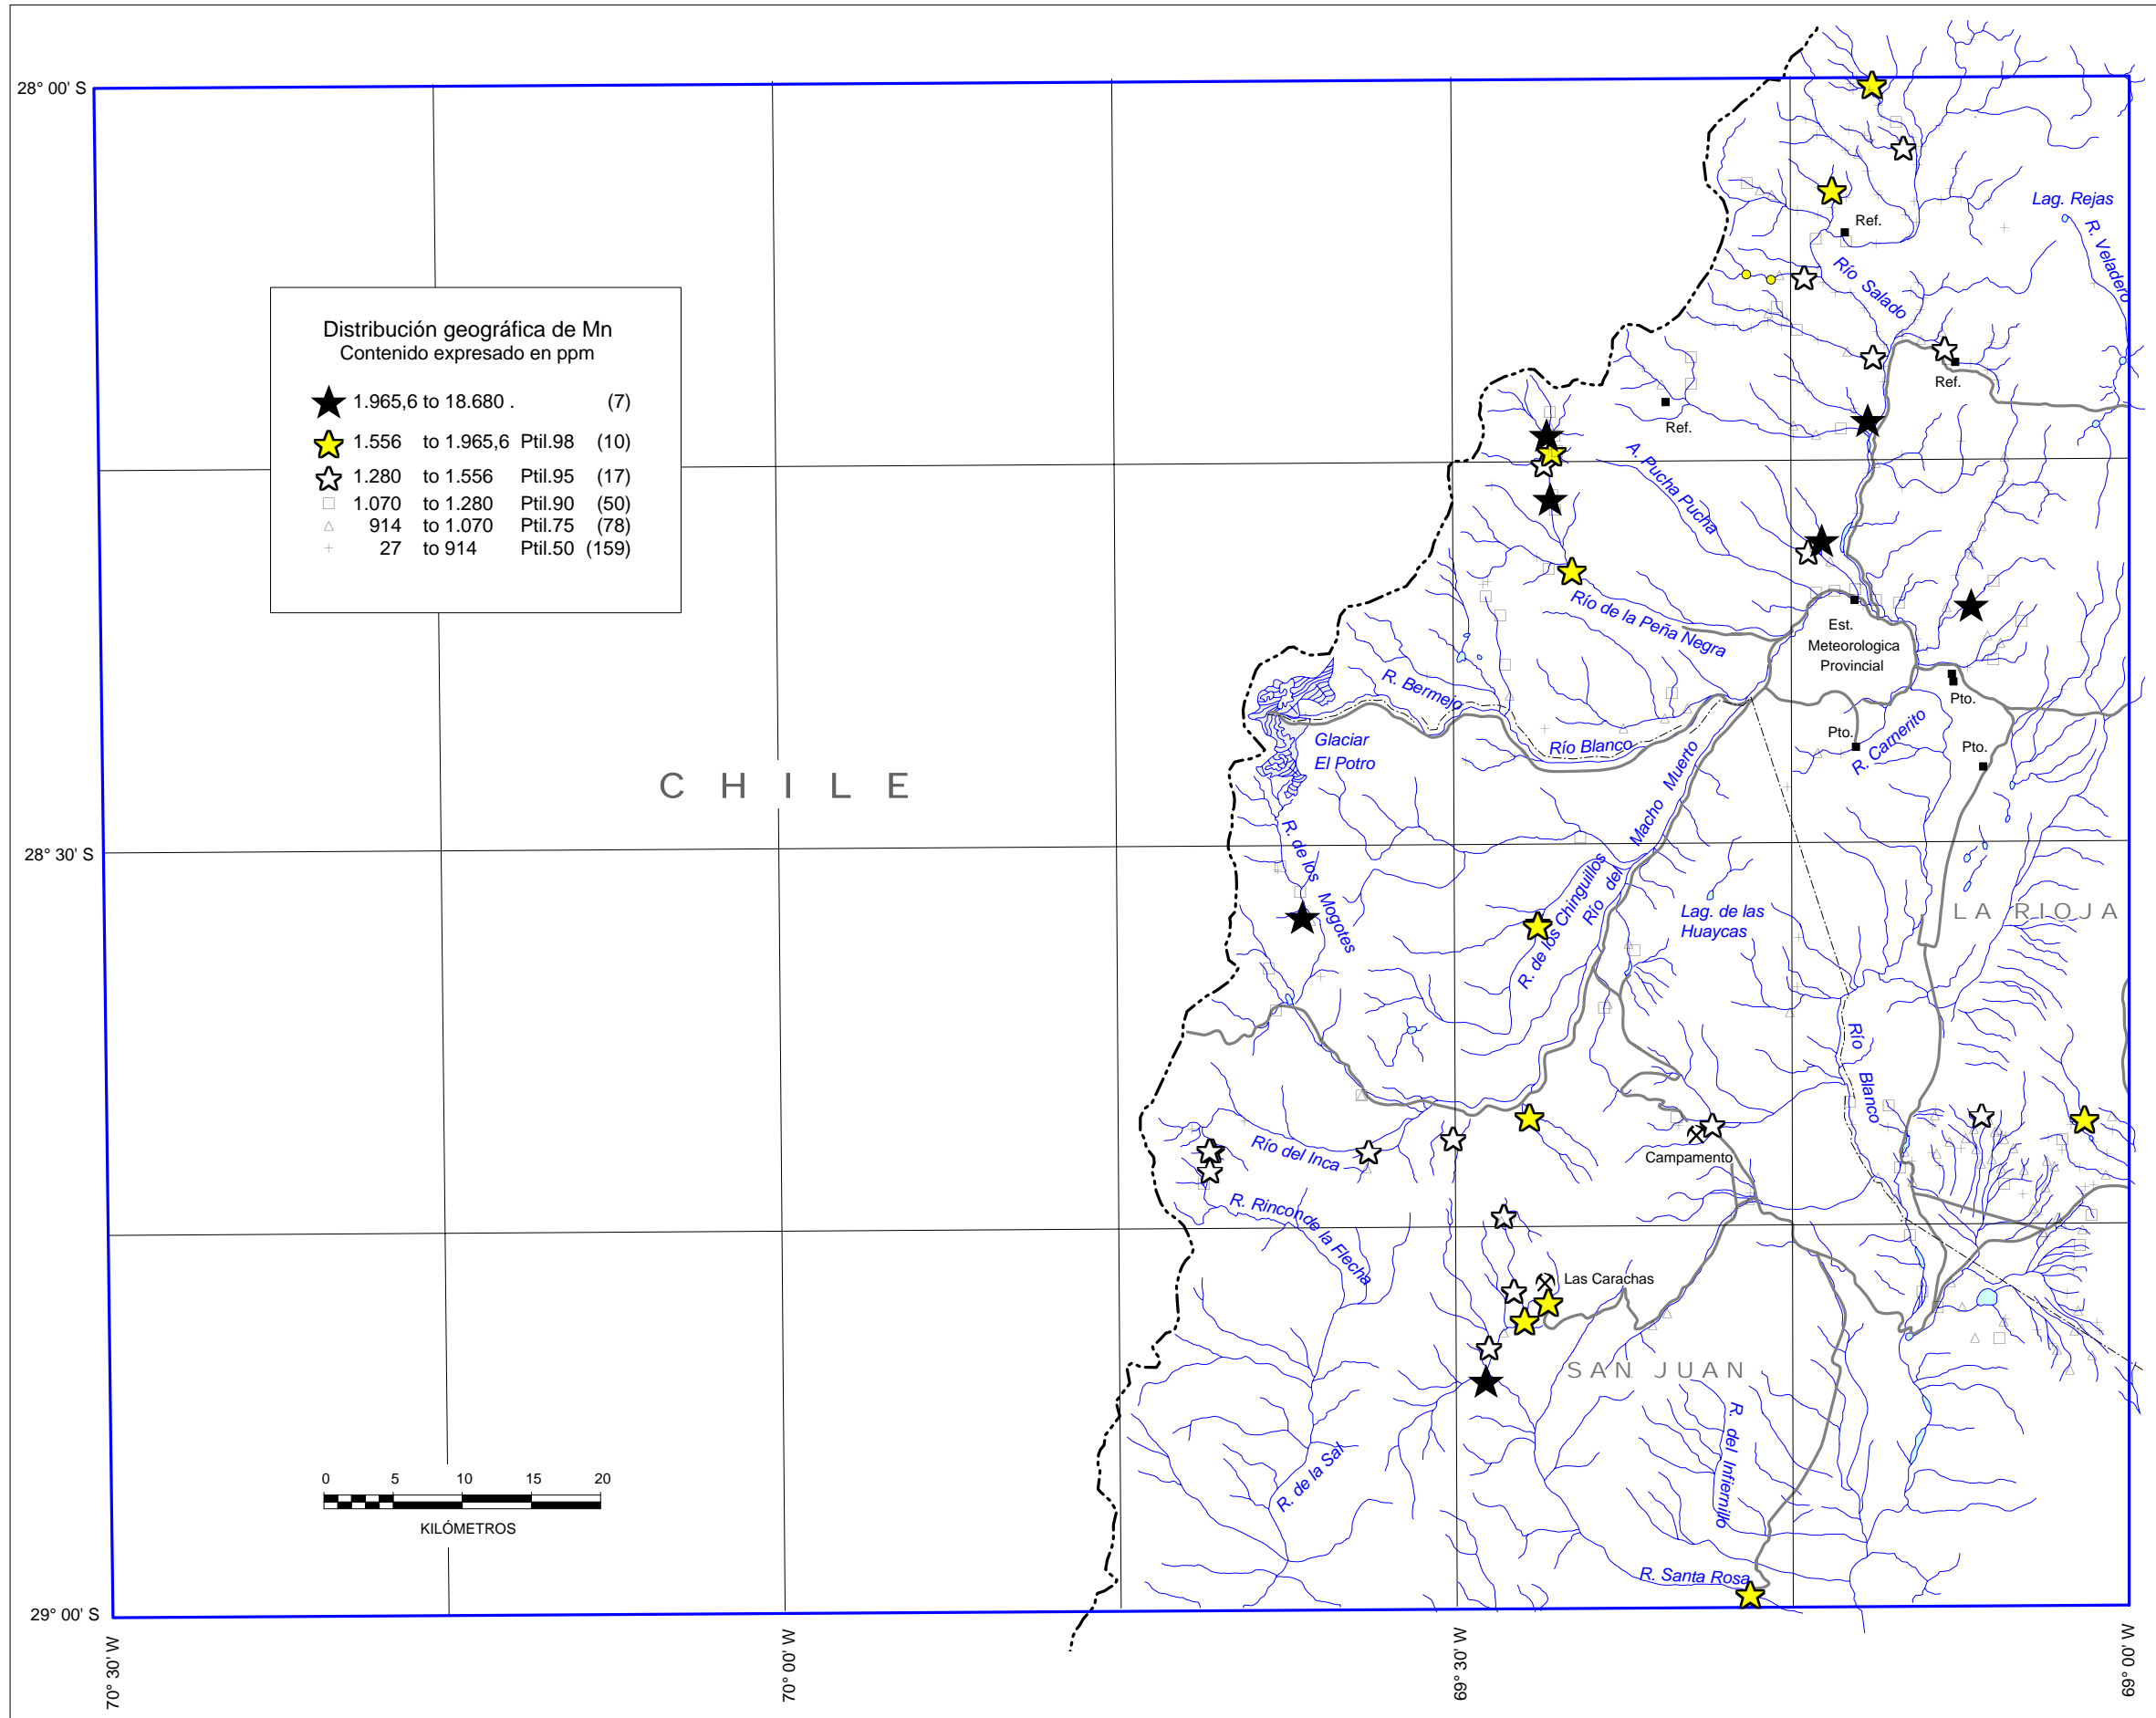 28° 00' S
Lag. Rejas
R. Veladero
Ref.
Río Salado
Distribución geográfica de Mn
Contenido expresado en ppm
1.965,6 to 18.680 . (7)
1.556 to 1.965,6 Ptil.98 (10)
1.280 to 1.556 Ptil.95 (17)
1.070 to 1.280 Ptil.90 (50)
914 to 1.070 Ptil.75 (78)
27 to 914 Ptil.50 (159)
Ref.
Ref.
A. Pucha Pucha
Río de la Peña Negra
Est.
Meteorologica
Provincial
R. Bermejo
Pto.
Pto.
R. Carnerito
Pto.
Río Blanco
Glaciar
El Potro
CHILE
Macho Muerto
Río del
R. de los Mogotes
R. de los Chinguillos
28° 30' S
Lag. de las
Huaycas
LA RIOJA
Río Blanco
Río del Inca
Campamento
R. Rincon de la Flecha
Las Carachas
SAN JUAN
R. del Infiernillo
R. de la Sal
0 5 10 15 20
KILÓMETROS
R. Santa Rosa
29° 00' S
70° 30' W
70° 00' W
69° 30' W
69° 00' W